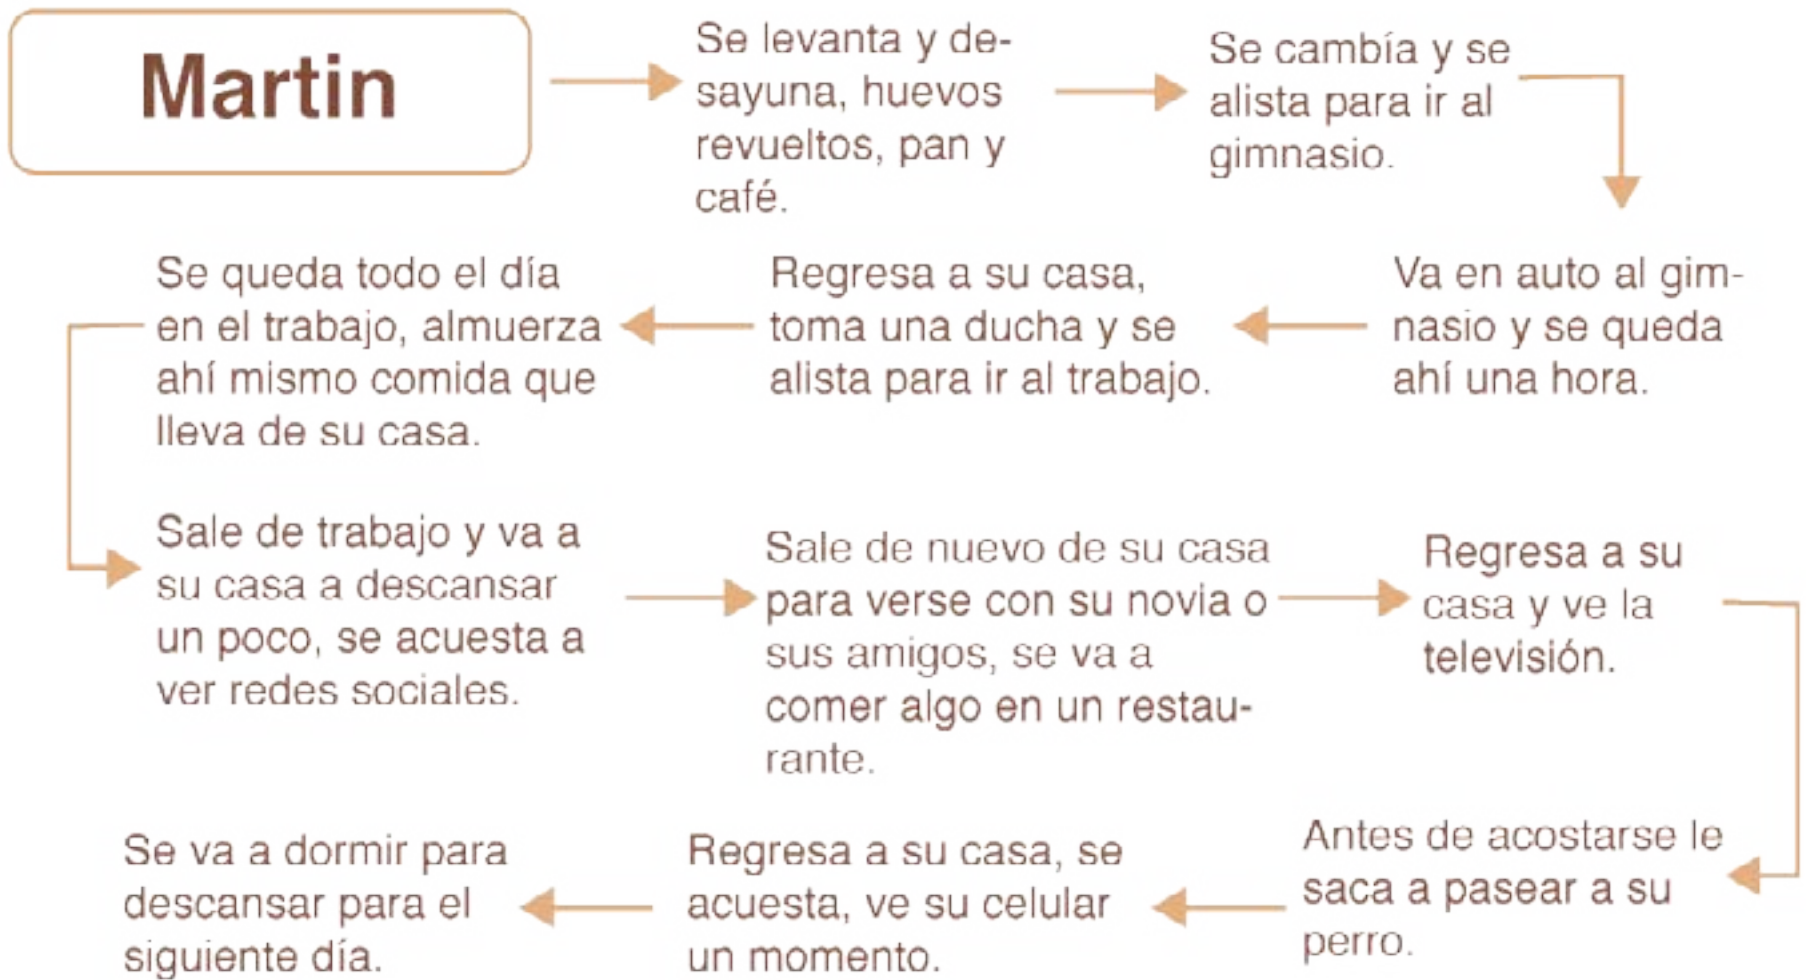 Martin
Se levanta y de-
sayuna, huevos
revueltos, pan y
café.
Se cambía y se
alista para ir al
gimnasio.
Va en auto al gim-
nasio y se queda
ahí una hora.
Regresa a su casa,
toma una ducha y se
alista para ir al trabajo.
Se queda todo el día
en el trabajo, almuerza
ahí mismo comida que
lleva de su casa.
Sale de trabajo y va a
su casa a descansar
un poco, se acuesta a
ver redes sociales.
Sale de nuevo de su casa
para verse con su novia o
sus amigos, se va a
comer algo en un restau-
rante.
Regresa a su
casa y ve la
televisión.
Antes de acostarse le
saca a pasear a su
perro.
Regresa a su casa, se
acuesta, ve su celular
un momento.
Se va a dormir para
descansar para el
siguiente día.